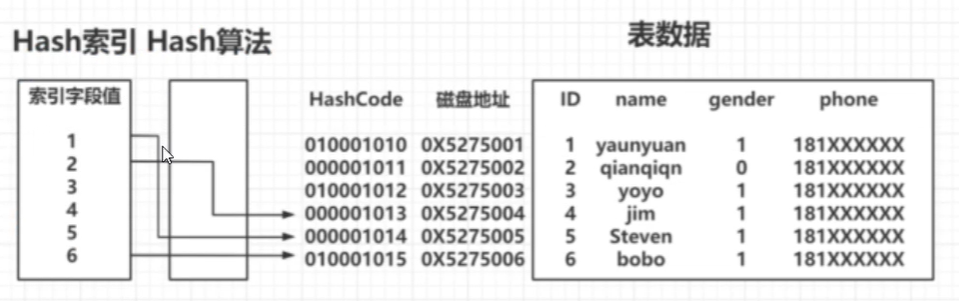 Hash索引 Hash算法 表数据
索引字段值 HashCode 磁盘地址 ID name gender phone
1 010001010 0X5275001 1 yaunyuan 1 181XXXXXX
2 000001011 0X5275002 2 qianqiqn 0 181XXXXXX
3 010001012 0X5275003 3 yoyo 1 181XXXXXX
4 000001013 0X5275004 4 jim 1 181XXXXXX
5 000001014 0X5275005 5 Steven 1 181XXXXXX
6 010001015 0X5275006 6 bobo 1 181XXXXXX